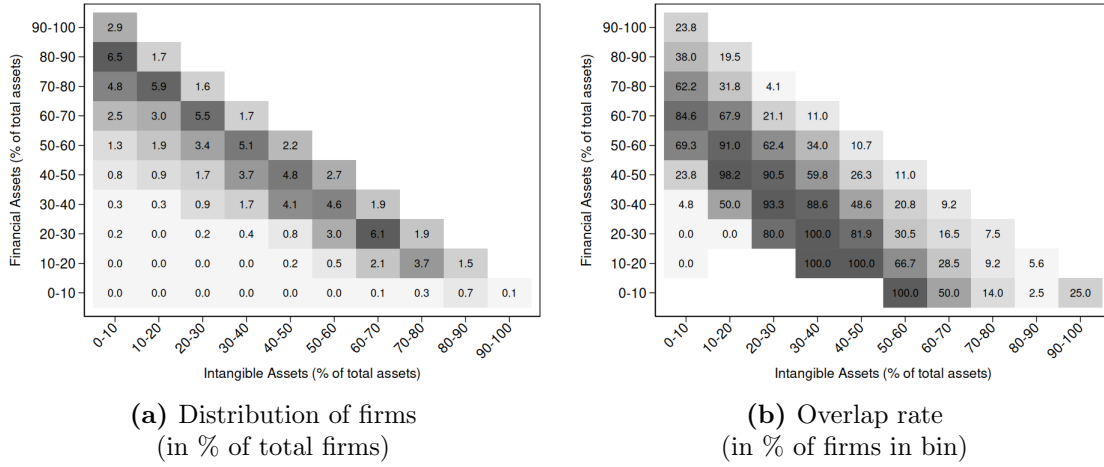 Financial Assets (% of total assets)
90-100 2.9
80-90 6.5 1.7
70-80 4.8 5.9 1.6
60-70 2.5 3.0 5.5 1.7
50-60 1.3 1.9 3.4 5.1 2.2
40-50 0.8 0.9 1.7 3.7 4.8 2.7
30-40 0.3 0.3 0.9 1.7 4.1 4.6 1.9
20-30 0.2 0.0 0.2 0.4 0.8 3.0 6.1 1.9
10-20 0.0 0.0 0.0 0.0 0.2 0.5 2.1 3.7 1.5
0-10 0.0 0.0 0.0 0.0 0.0 0.0 0.1 0.3 0.7 0.1
0-10 10-20 20-30 30-40 40-50 50-60 60-70 70-80 80-90 90-100
Intangible Assets (% of total assets)
(a) Distribution of firms
(in % of total firms)
Financial Assets (% of total assets)
90-100 23.8
80-90 38.0 19.5
70-80 62.2 31.8 4.1
60-70 84.6 67.9 21.1 11.0
50-60 69.3 91.0 62.4 34.0 10.7
40-50 23.8 98.2 90.5 59.8 26.3 11.0
30-40 4.8 50.0 93.3 88.6 48.6 20.8 9.2
20-30 0.0 0.0 80.0 100.0 81.9 30.5 16.5 7.5
10-20 0.0 100.0 100.0 66.7 28.5 9.2 5.6
0-10 100.0 50.0 14.0 2.5 25.0
0-10 10-20 20-30 30-40 40-50 50-60 60-70 70-80 80-90 90-100
Intangible Assets (% of total assets)
(b) Overlap rate
(in % of firms in bin)